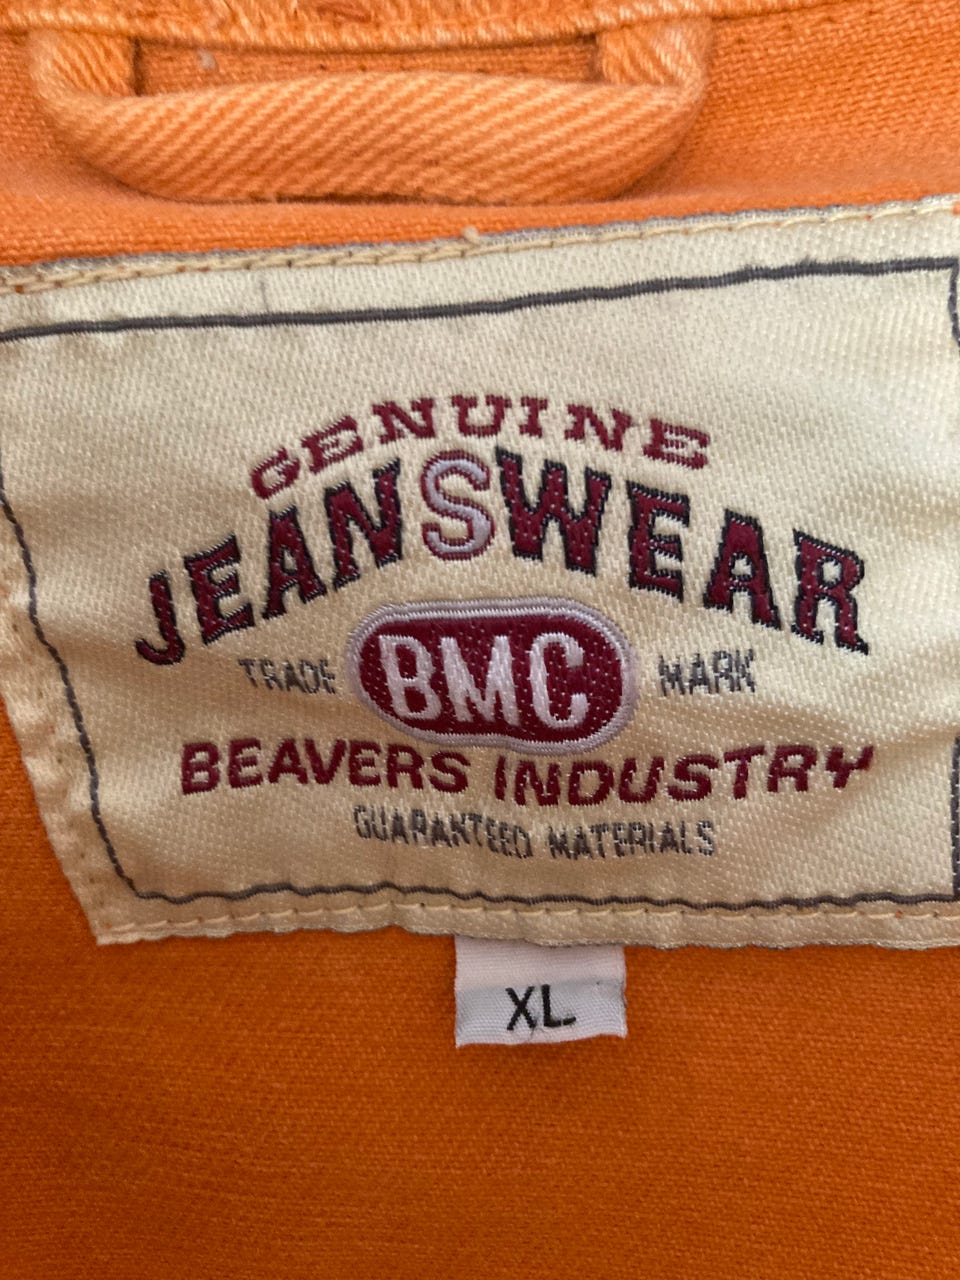 GENUINE
JEANSWEAR
TRADE BMC MARK
BEAVERS INDUSTRY
GUARANTEED MATERIALS
XL